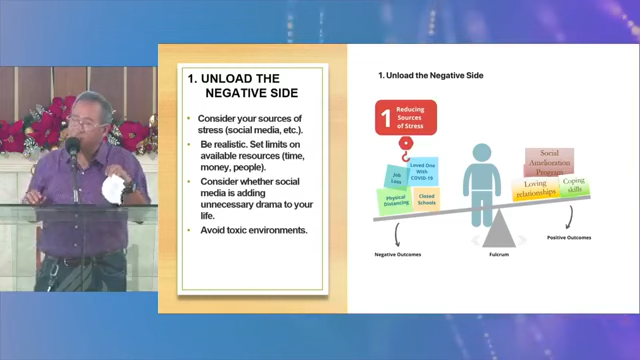 1. UNLOAD THE
NEGATIVE SIDE
• Consider your sources of
stress (social media, etc.).
• Be realistic. Set limits on
available resources (time,
money, people).
• Consider whether social
media is adding
unnecessary drama to your
life.
• Avoid toxic environments.
1. Unload the Negative Side
1 Reducing
Sources
of Stress
Job
Loss
Loved One
With
COVID-19
Physical
Distancing
Closed
Schools
Social
Amelioration
Program
Loving
relationships
Coping
skills
Negative Outcomes
Fulcrum
Positive Outcomes